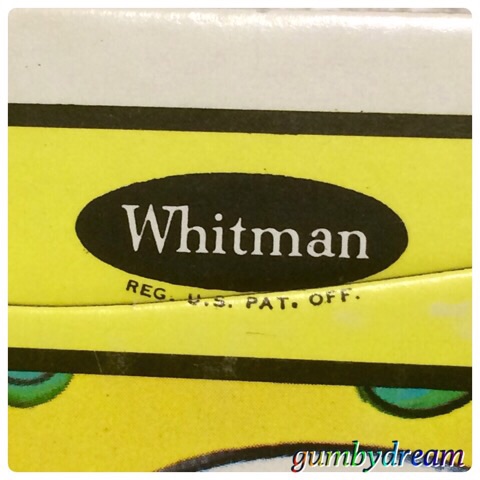 Whitman
REG. U.S. PAT. OFF.
gumbydream